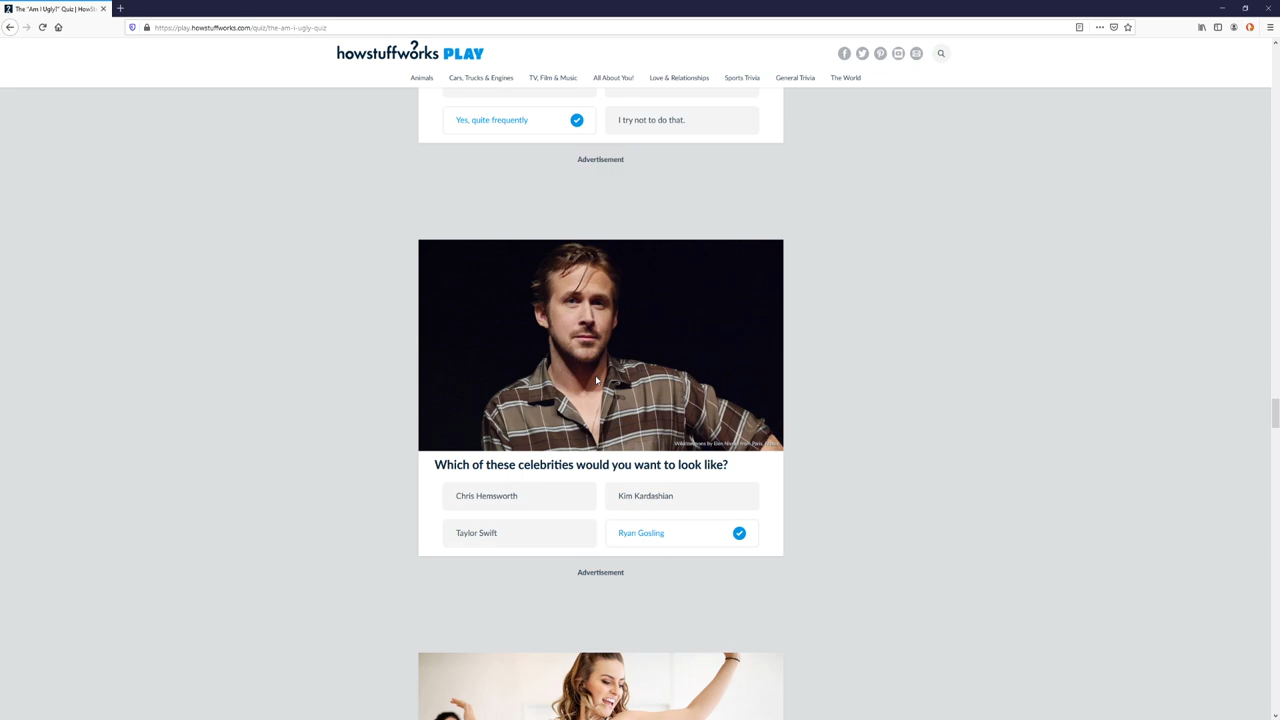 The "Am I Ugly?" Quiz | HowSt
https://play.howstuffworks.com/quiz/the-am-i-ugly-quiz
howstuffworks PLAY
Animals
Cars, Trucks & Engines
TV, Film & Music
All About You!
Love & Relationships
Sports Trivia
General Trivia
The World
Yes, quite frequently
I try not to do that.
Advertisement
Which of these celebrities would you want to look like?
Chris Hemsworth
Kim Kardashian
Taylor Swift
Ryan Gosling
Advertisement